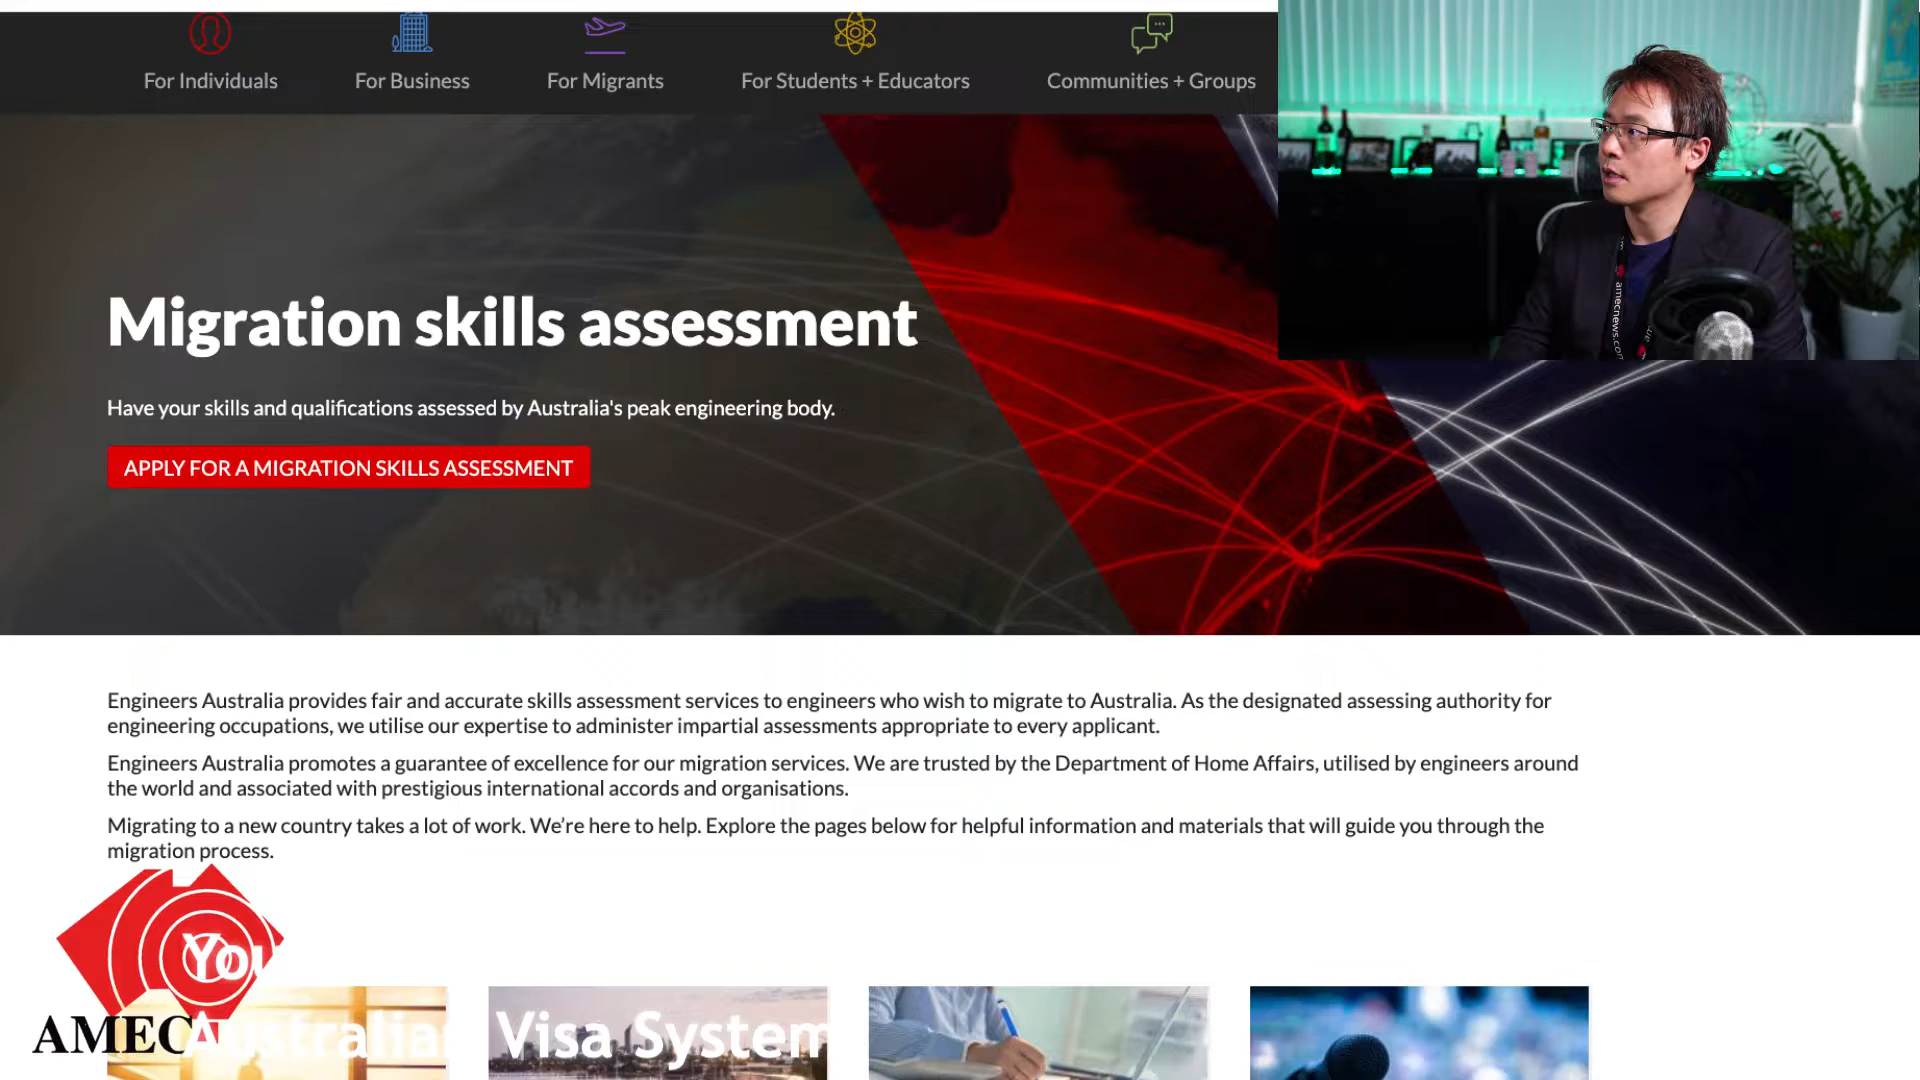 For Individuals
For Business
For Migrants
For Students + Educators
Communities + Groups
Migration skills assessment
Have your skills and qualifications assessed by Australia's peak engineering body.
APPLY FOR A MIGRATION SKILLS ASSESSMENT
amecnews.co
am
Engineers Australia provides fair and accurate skills assessment services to engineers who wish to migrate to Australia. As the designated assessing authority for
engineering occupations, we utilise our expertise to administer impartial assessments appropriate to every applicant.
Engineers Australia promotes a guarantee of excellence for our migration services. We are trusted by the Department of Home Affairs, utilised by engineers around
the world and associated with prestigious international accords and organisations.
Migrating to a new country takes a lot of work. We’re here to help. Explore the pages below for helpful information and materials that will guide you through the
migration process.
You
AMEC
Australian Visa System